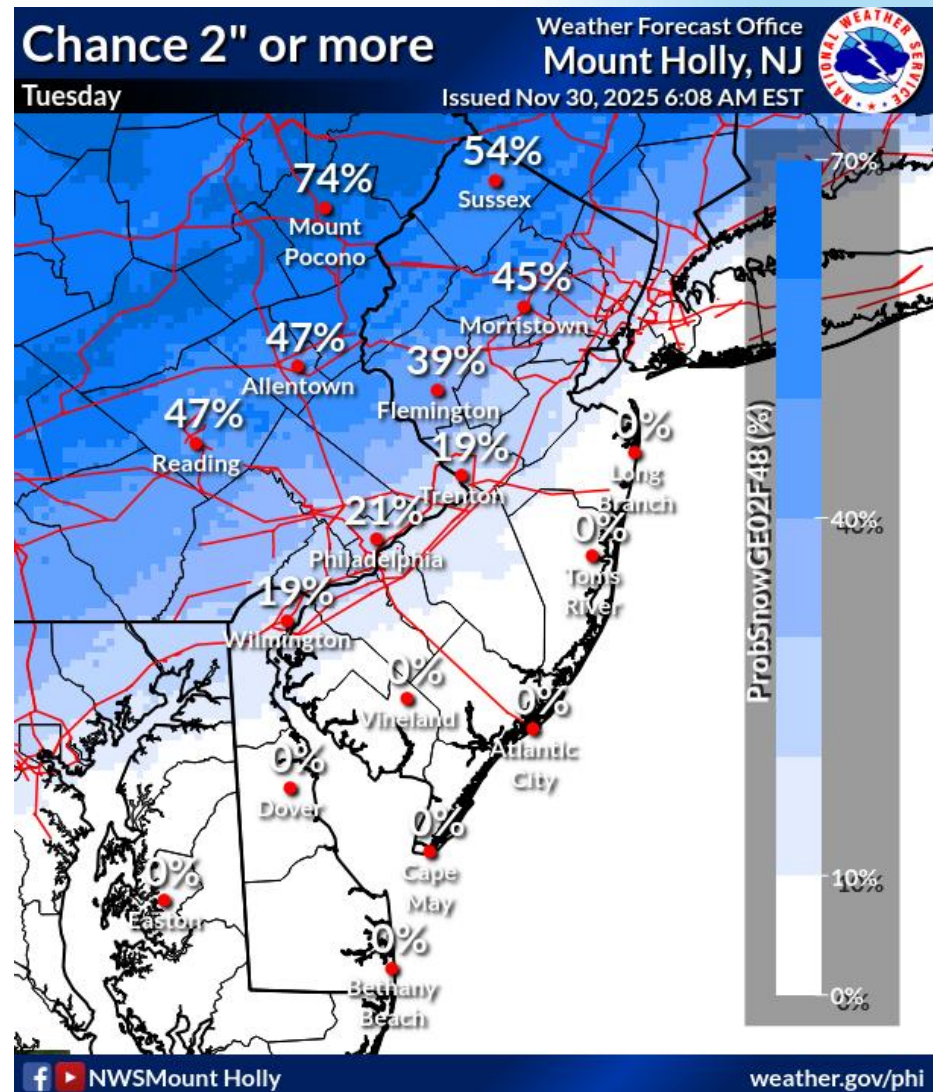 Chance 2" or more
Tuesday
Weather Forecast Office
Mount Holly, NJ
Issued Nov 30, 2025 6:08 AM EST
NATIONAL WEATHER SERVICE
74%
Mount
Pocono
54%
Sussex
45%
Morristown
47%
Allentown
39%
Flemington
47%
Reading
19%
Trenton
0%
Long
Branch
21%
Philadelphia
0%
Toms
River
19%
Wilmington
0%
Vineland
0%
Atlantic
City
0%
Dover
0%
Cape
May
0%
Easton
0%
Bethany
Beach
ProbSnowGE02F48(%)
70%
40%
10%
0%
NWSMount Holly
weather.gov/phi